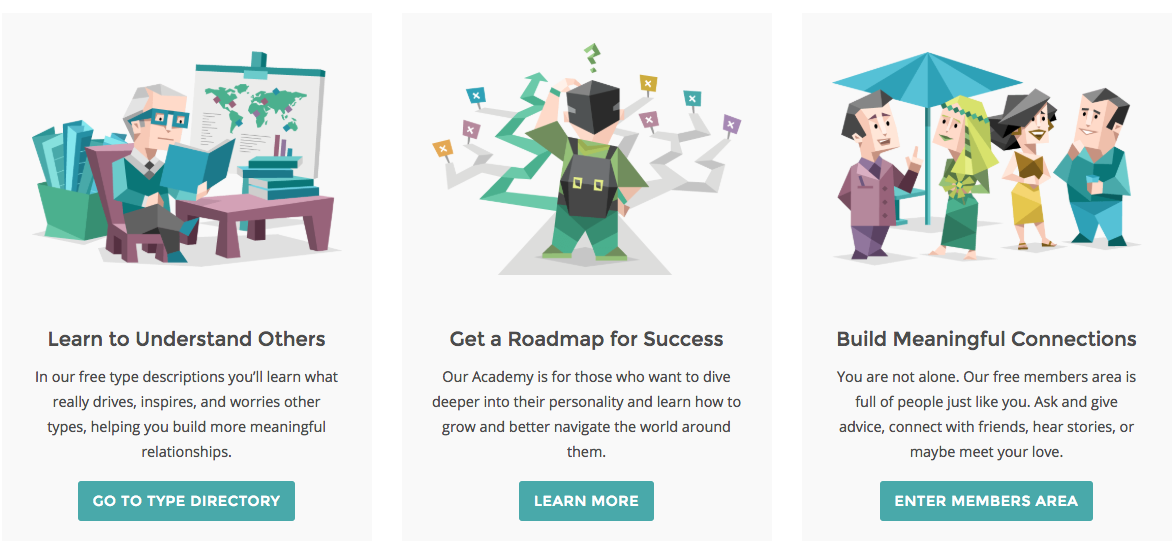 Learn to Understand Others
In our free type descriptions you’ll learn what
really drives, inspires, and worries other
types, helping you build more meaningful
relationships.
GO TO TYPE DIRECTORY
Get a Roadmap for Success
Our Academy is for those who want to dive
deeper into their personality and learn how to
grow and better navigate the world around
them.
LEARN MORE
Build Meaningful Connections
You are not alone. Our free members area is
full of people just like you. Ask and give
advice, connect with friends, hear stories, or
maybe meet your love.
ENTER MEMBERS AREA